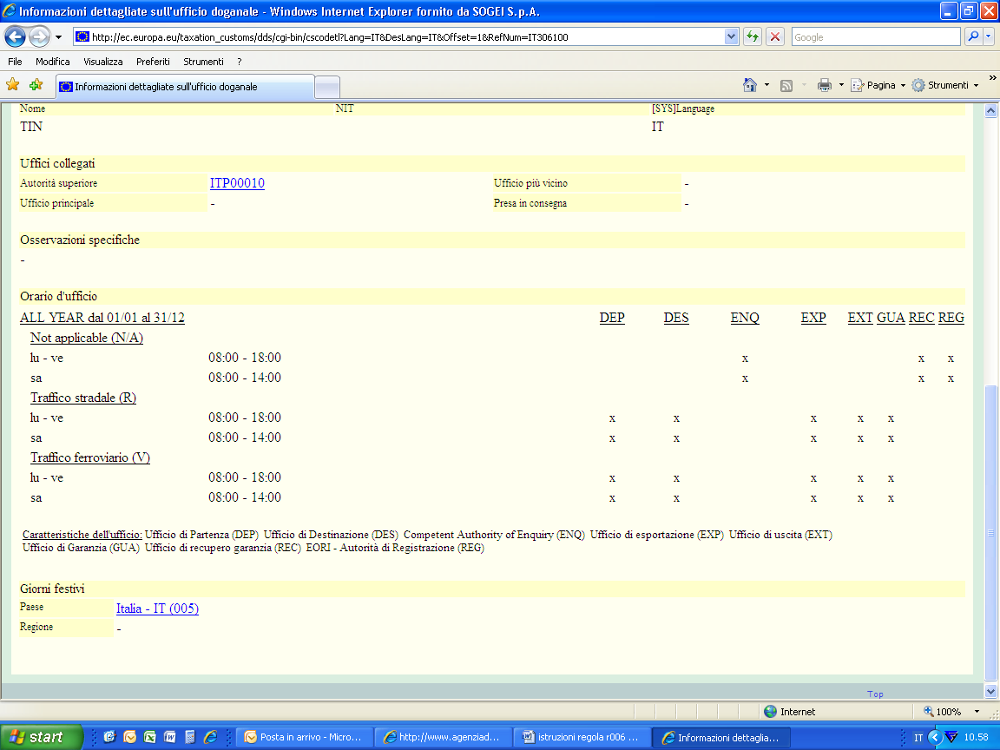 Informazioni dettagliate sull'ufficio doganale - Windows Internet Explorer fornito da SOGEI S.p.A.
http://ec.europa.eu/taxation_customs/dds/cgi-bin/cscodetl?Lang=IT&DesLang=IT&Offset=1&RefNum=IT306100 Google
File Modifica Visualizza Preferiti Strumenti ?
Informazioni dettagliate sull'ufficio doganale Pagina Strumenti »
Nome NIT [SYS]Language
TIN IT
Uffici collegati
Autorità superiore ITP00010 Ufficio più vicino -
Ufficio principale - Presa in consegna -
Osservazioni specifiche
-
Orario d'ufficio
ALL YEAR dal 01/01 al 31/12 DEP DES ENQ EXP EXT GUA REC REG
Not applicable (N/A)
lu - ve 08:00 - 18:00 x x x
sa 08:00 - 14:00 x x x
Traffico stradale (R)
lu - ve 08:00 - 18:00 x x x x x
sa 08:00 - 14:00 x x x x x
Traffico ferroviario (V)
lu - ve 08:00 - 18:00 x x x x x
sa 08:00 - 14:00 x x x x x
Caratteristiche dell'ufficio: Ufficio di Partenza (DEP) Ufficio di Destinazione (DES) Competent Authority of Enquiry (ENQ) Ufficio di esportazione (EXP) Ufficio di uscita (EXT)
Ufficio di Garanzia (GUA) Ufficio di recupero garanzia (REC) EORI - Autorità di Registrazione (REG)
Giorni festivi
Paese Italia - IT (005)
Regione -
Top
Internet 100%
start Posta in arrivo - Micro... http://www.agenziad... istruzioni regola r006 ... Informazioni dettaglia... IT 10.58